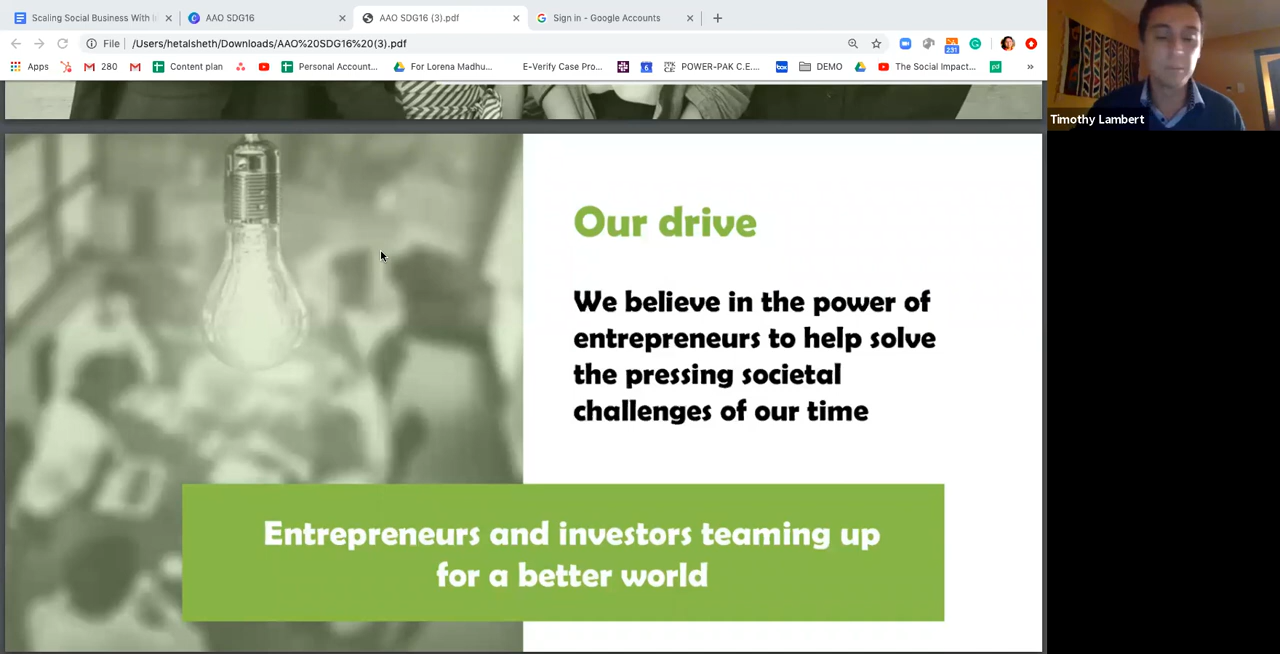 Scaling Social Business With I
AAO SDG16
AAO SDG16 (3).pdf
Sign in - Google Accounts
File
/Users/hetalsheth/Downloads/AAO%20SDG16%20(3).pdf
231
Apps
280
Content plan
Personal Account...
For Lorena Madhu...
E-Verify Case Pro...
6
POWER-PAK C.E....
box
DEMO
The Social Impact...
Timothy Lambert
Our drive
We believe in the power of
entrepreneurs to help solve
the pressing societal
challenges of our time
Entrepreneurs and investors teaming up
for a better world